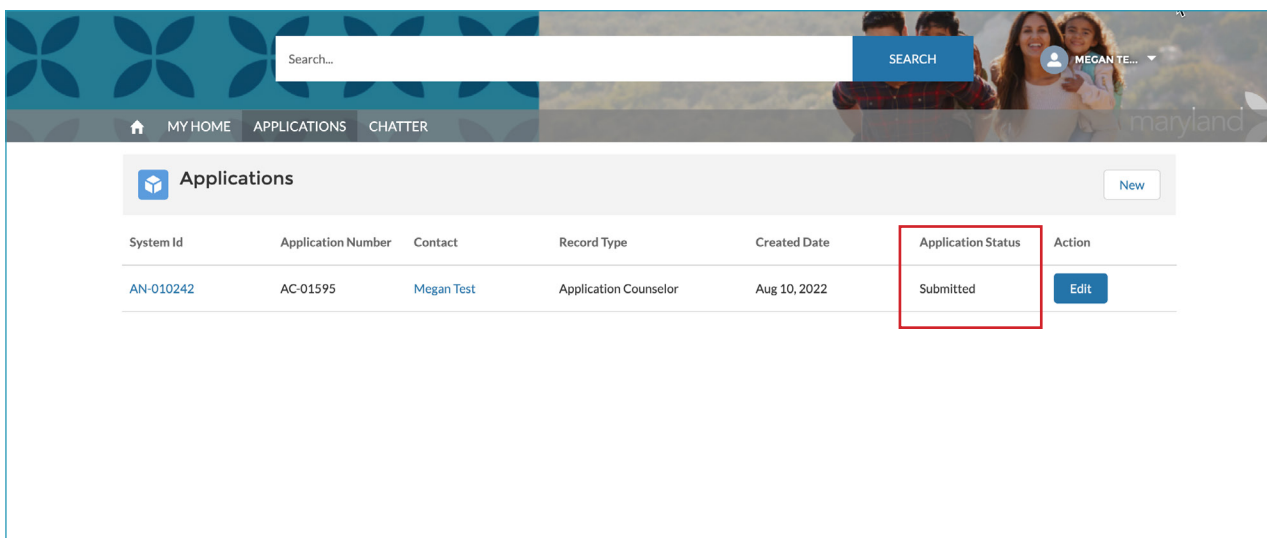 Search...
SEARCH
MEGAN TE...
MY HOME APPLICATIONS CHATTER
maryland
Applications
New
System Id Application Number Contact Record Type Created Date Application Status Action
AN-010242 AC-01595 Megan Test Application Counselor Aug 10, 2022 Submitted Edit